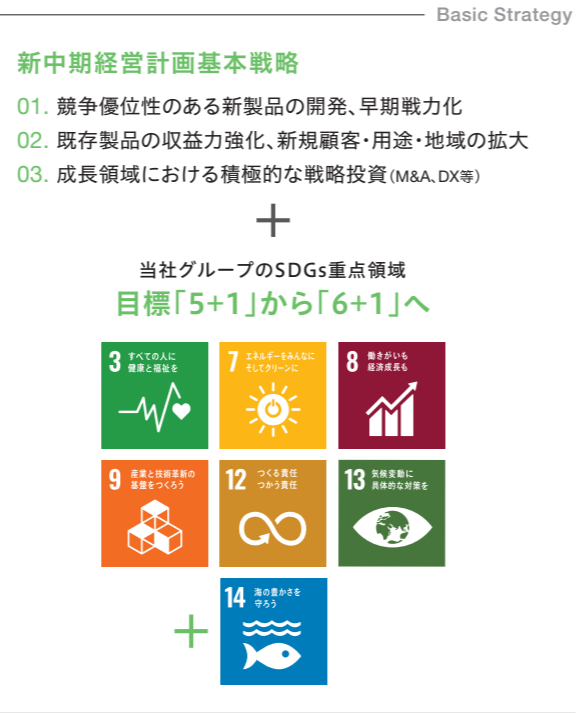 Basic Strategy
新中期経営計画基本戦略
01. 競争優位性のある新製品の開発、早期戦力化
02. 既存製品の収益力強化、新規顧客・用途・地域の拡大
03. 成長領域における積極的な戦略投資（M&A、DX等）
+
当社グループのSDGs重点領域
目標「5+1」から「6+1」へ
3 すべての人に
健康と福祉を
7 エネルギーをみんなに
そしてクリーンに
8 働きがいも
経済成長も
9 産業と技術革新の
基盤をつくろう
12 つくる責任
つかう責任
13 気候変動に
具体的な対策を
+
14 海の豊かさを
守ろう